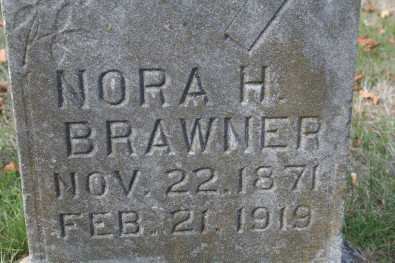 NORA H.
BRAWNER
NOV. 22. 1871
FEB. 21. 1919